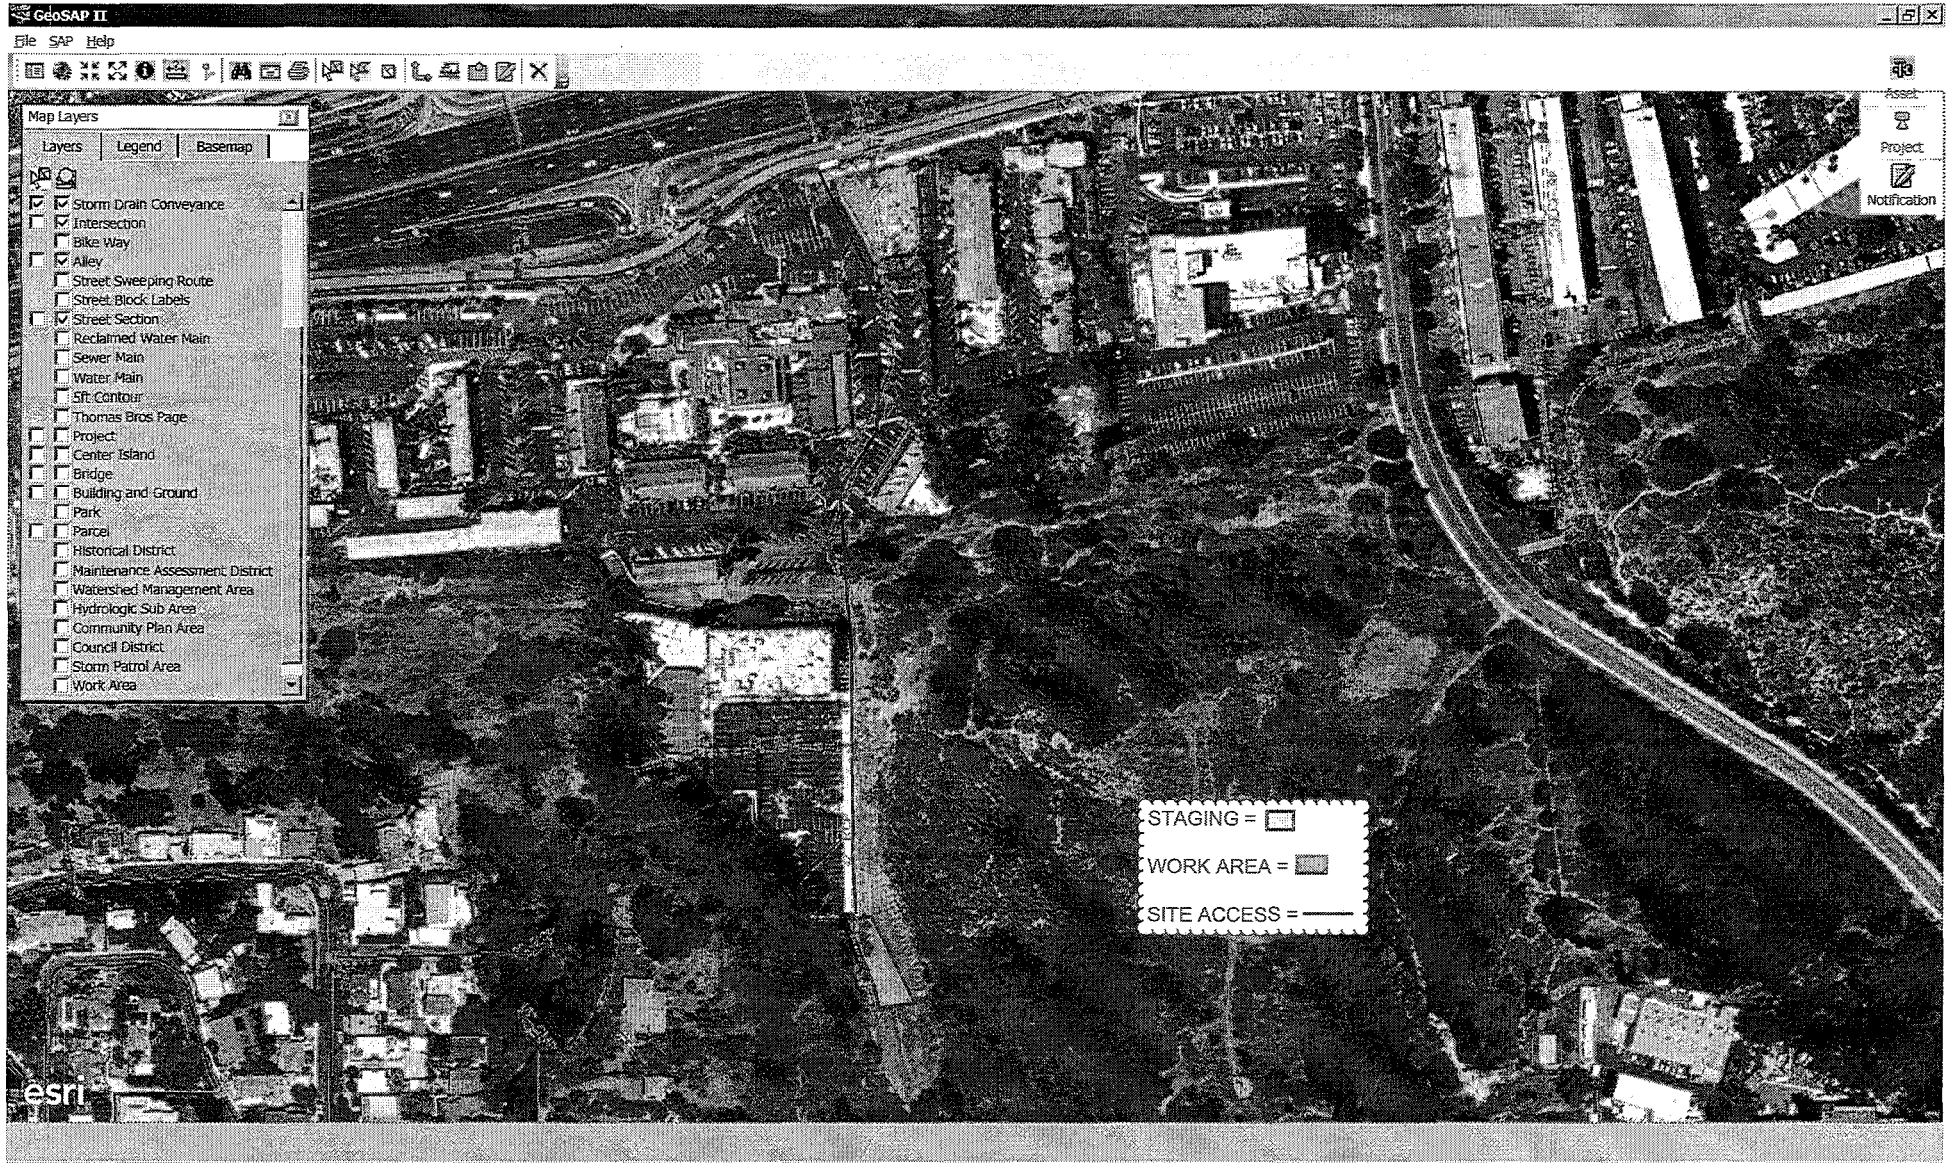 GeoSAP II
File SAP Help
Map Layers
Layers Legend Basemap
Storm Drain Conveyance
Intersection
Bike Way
Alley
Street Sweeping Route
Street Block Labels
Street Section
Reclaimed Water Main
Sewer Main
Water Main
5ft Contour
Thomas Bros Page
Project
Center Island
Bridge
Building and Ground
Park
Parcel
Historical District
Maintenance Assessment District
Watershed Management Area
Hydrologic Sub Area
Community Plan Area
Council District
Storm Patrol Area
Work Area
Asset
Project
Notification
STAGING =
WORK AREA =
SITE ACCESS =
esri